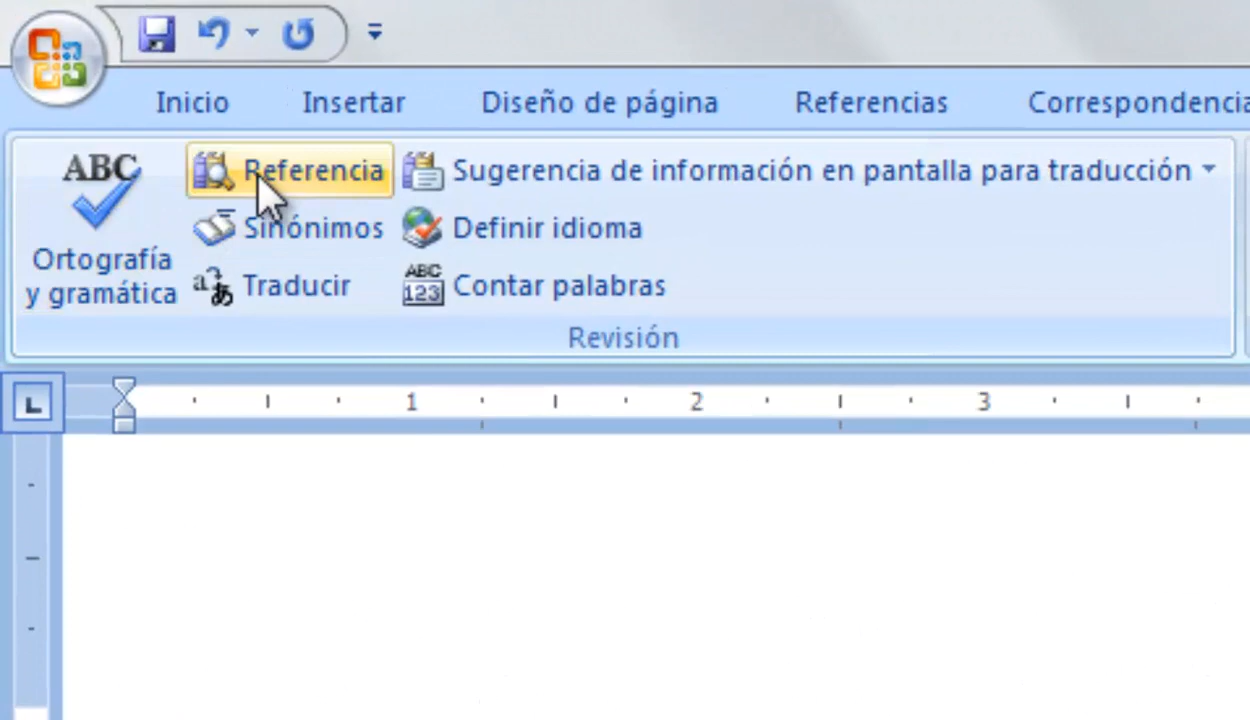 Inicio Insertar Diseño de página Referencias Correspondencia
ABC Referencia Sugerencia de información en pantalla para traducción
Sinónimos Definir idioma
Ortografía
y gramática
Traducir ABC 123 Contar palabras
Revisión
L 1 2 3